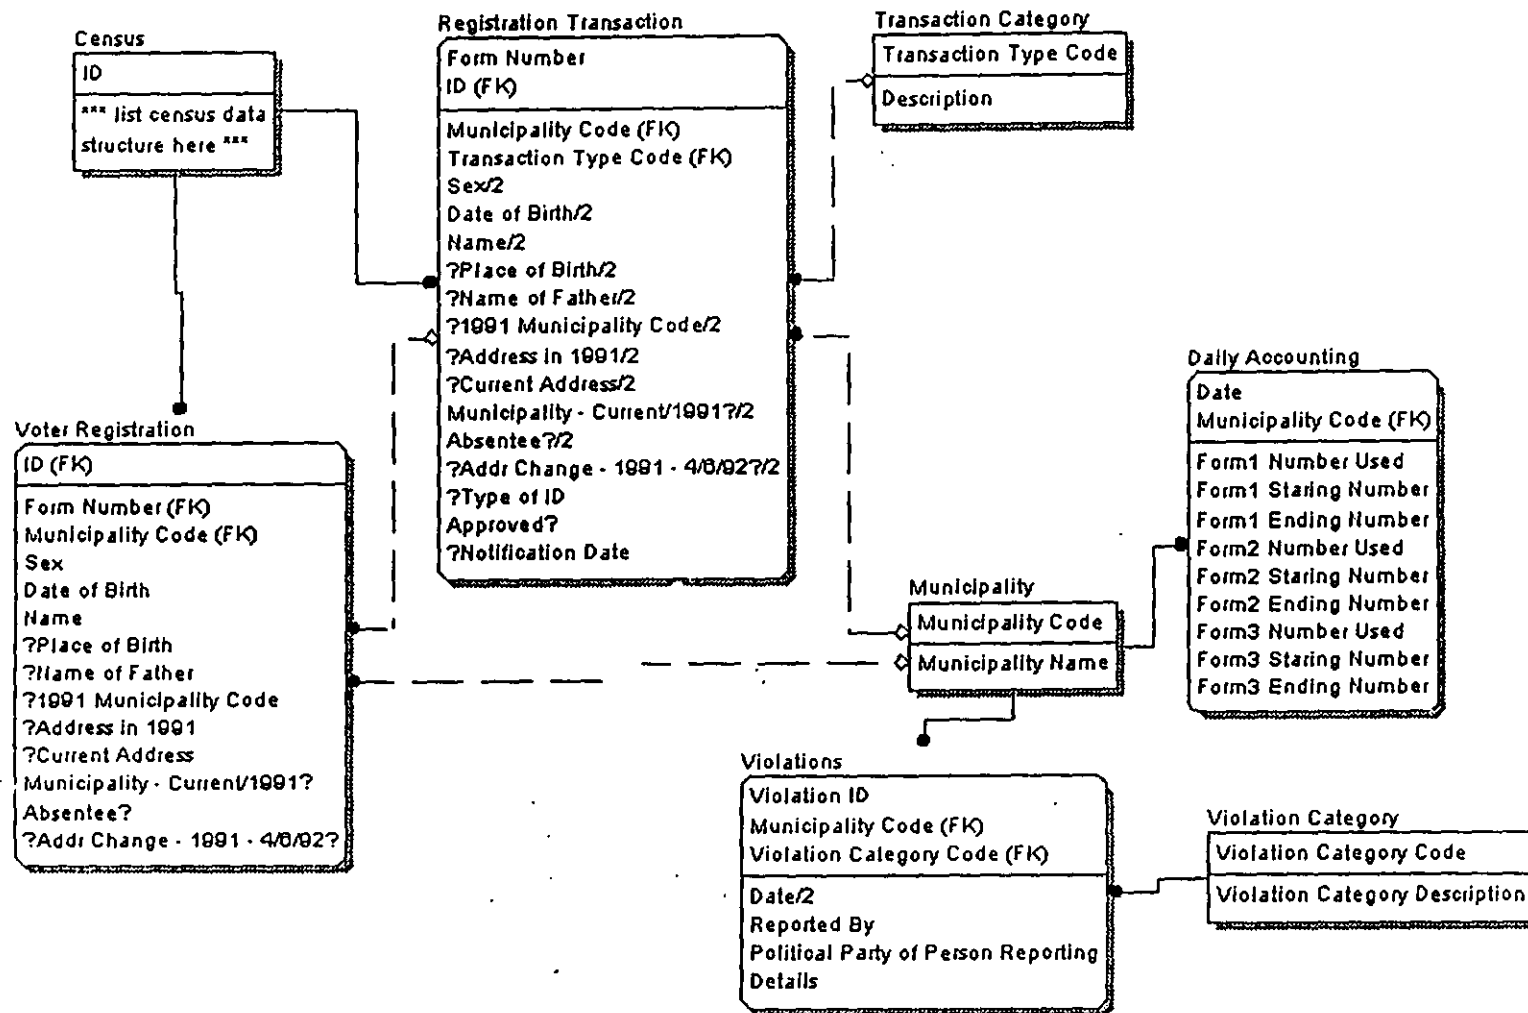 Census
ID
*** list census data
structure here ***
Registration Transaction
Form Number
ID (FK)
Municipality Code (FK)
Transaction Type Code (FK)
Sex/2
Date of Birth/2
Name/2
?Place of Birth/2
?Name of Father/2
?1991 Municipality Code/2
?Address in 1991/2
?Current Address/2
Municipality - Current/1991?/2
Absentee?/2
?Addr Change - 1991 - 4/6/92?/2
?Type of ID
Approved?
?Notification Date
Transaction Category
Transaction Type Code
Description
Voter Registration
ID (FK)
Form Number (FK)
Municipality Code (FK)
Sex
Date of Birth
Name
?Place of Birth
?Name of Father
?1991 Municipality Code
?Address in 1991
?Current Address
Municipality - Current/1991?
Absentee?
?Addr Change - 1991 - 4/6/92?
Municipality
Municipality Code
Municipality Name
Daily Accounting
Date
Municipality Code (FK)
Form1 Number Used
Form1 Staring Number
Form1 Ending Number
Form2 Number Used
Form2 Staring Number
Form2 Ending Number
Form3 Number Used
Form3 Staring Number
Form3 Ending Number
Violations
Violation ID
Municipality Code (FK)
Violation Category Code (FK)
Date/2
Reported By
Political Party of Person Reporting
Details
Violation Category
Violation Category Code
Violation Category Description